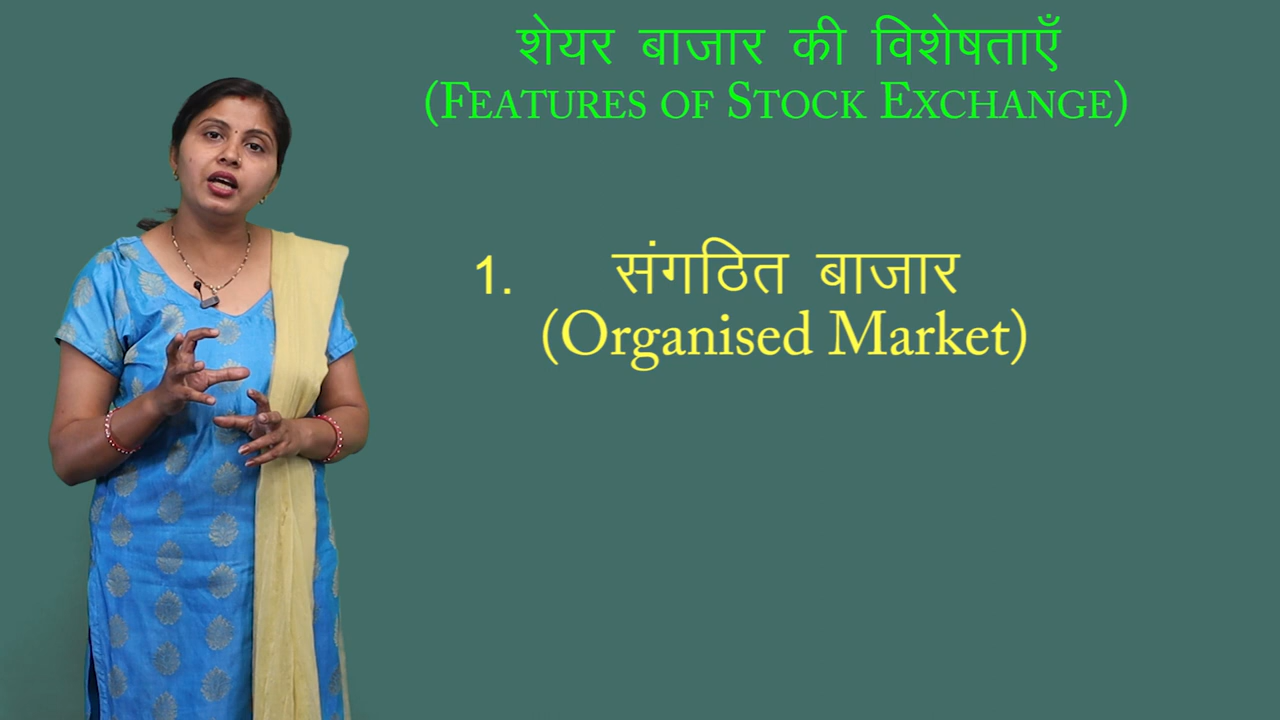 शेयर बाजार की विशेषताएँ
(FEATURES OF STOCK EXCHANGE)
1. संगठित बाजार
(Organised Market)